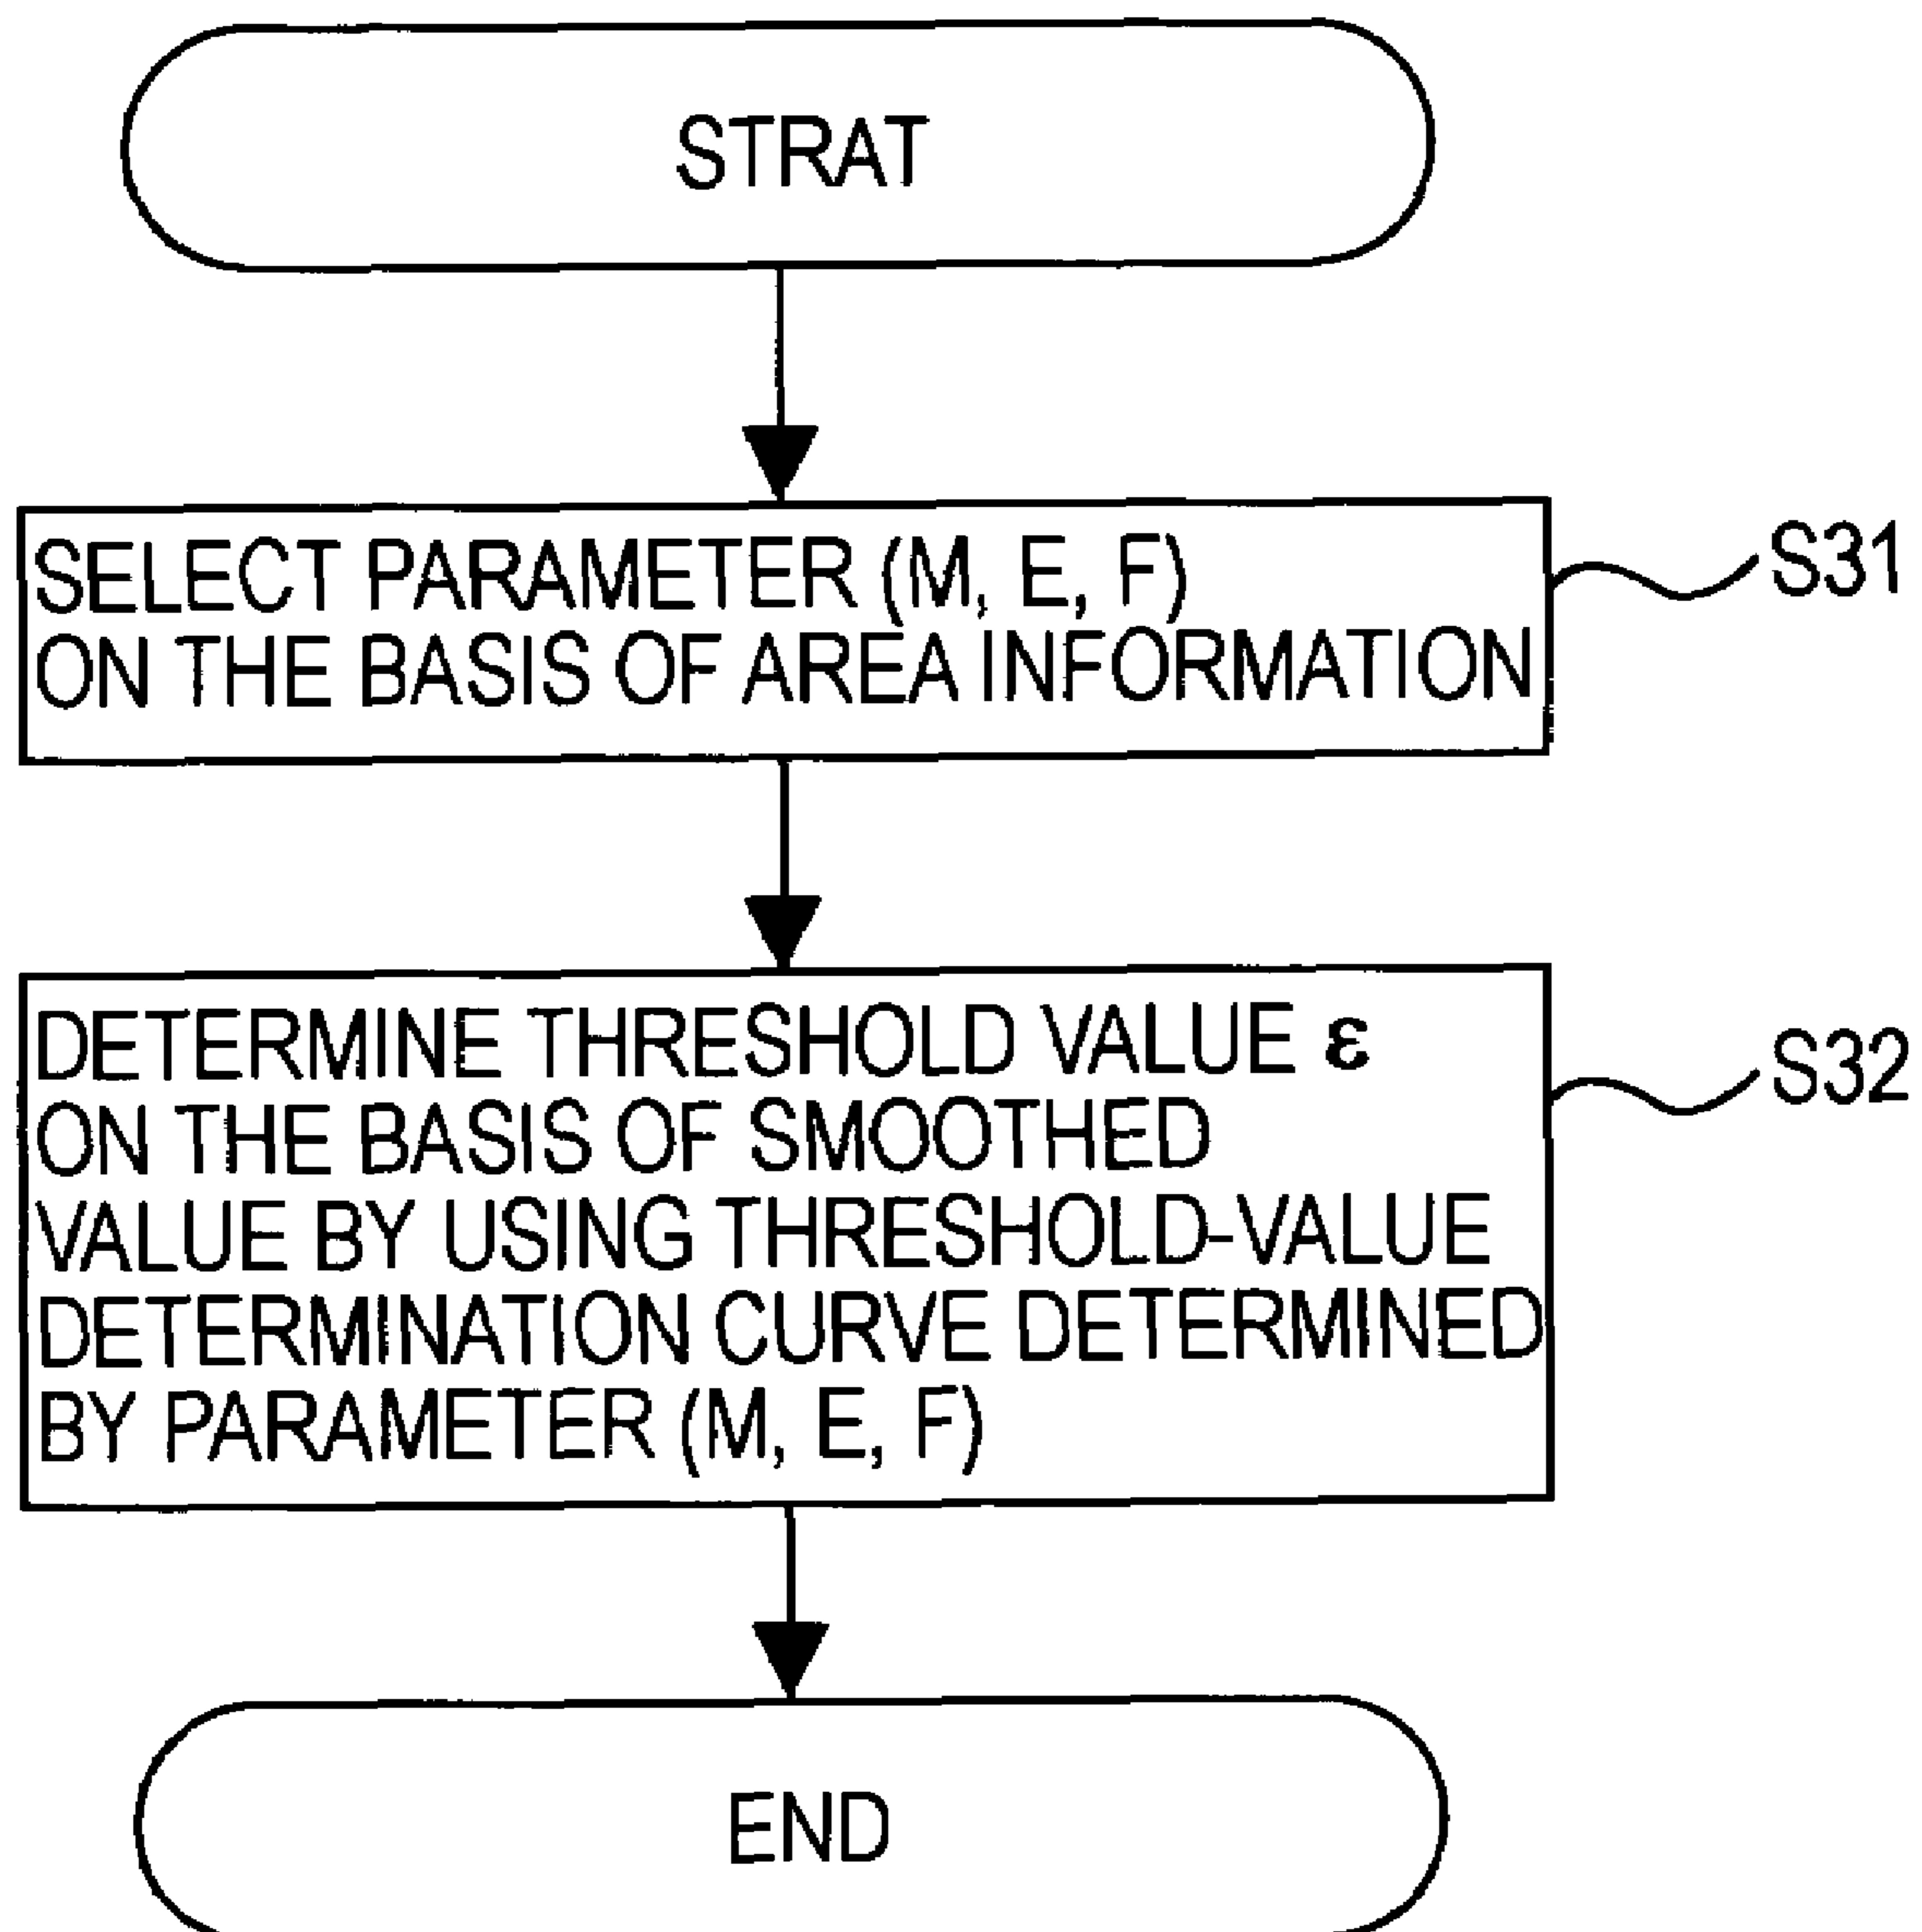 STRAT
SELECT PARAMETER (M, E, F)
ON THE BASIS OF AREA INFORMATION
S31
DETERMINE THRESHOLD VALUE ε
ON THE BASIS OF SMOOTHED
VALUE BY USING THRESHOLD-VALUE
DETERMINATION CURVE DETERMINED
BY PARAMETER (M, E, F)
S32
END